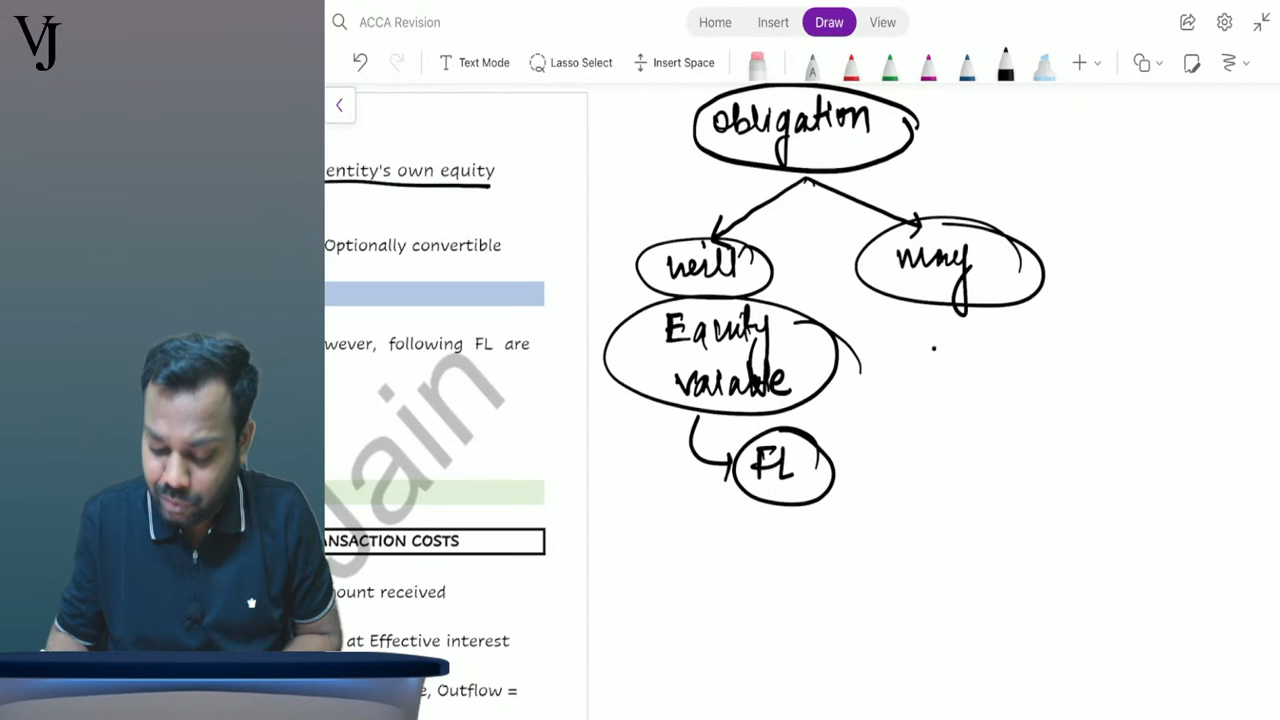 VJ
ACCA Revision
Home Insert Draw View
Text Mode Lasso Select Insert Space
A
entity's own equity
Optionally convertible
wever, following FL are
ANSACTION COSTS
ount received
at Effective interest
e, Outflow =
Jain
obligation
will may
Equity
variable
FL